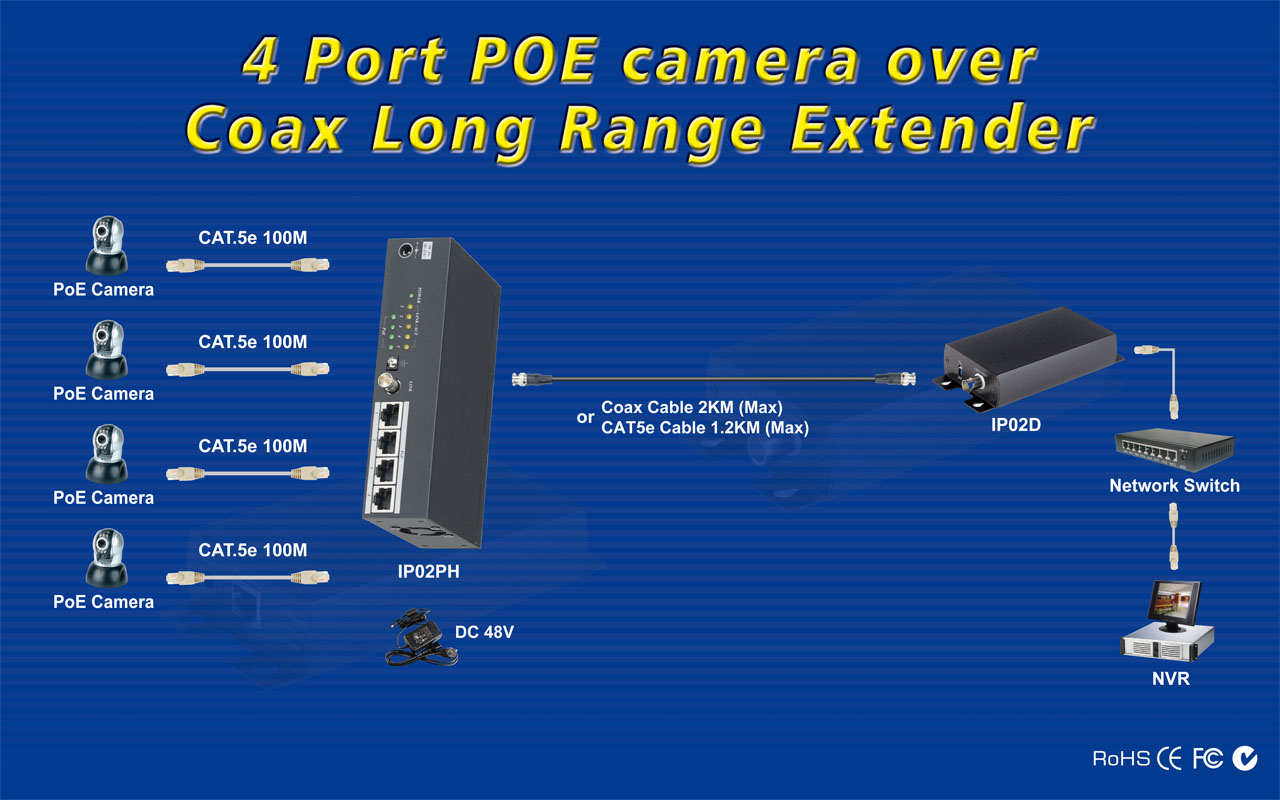 4 Port POE camera over
Coax Long Range Extender
CAT.5e 100M
PoE Camera
CAT.5e 100M
PoE Camera
CAT.5e 100M
PoE Camera
CAT.5e 100M
PoE Camera
IP02PH
DC 48V
or Coax Cable 2KM (Max)
CAT5e Cable 1.2KM (Max)
IP02D
Network Switch
NVR
RoHS CE FC